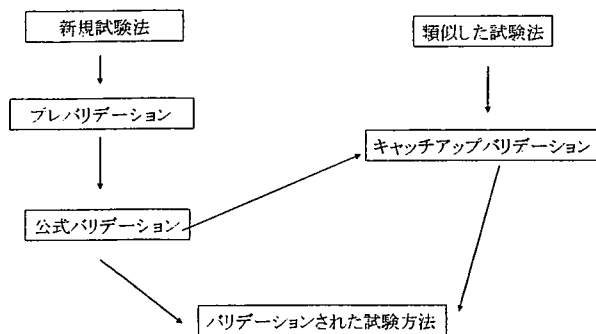 新規試験法
類似した試験法
プレバリデーション
キャッチアップバリデーション
公式バリデーション
バリデーションされた試験方法